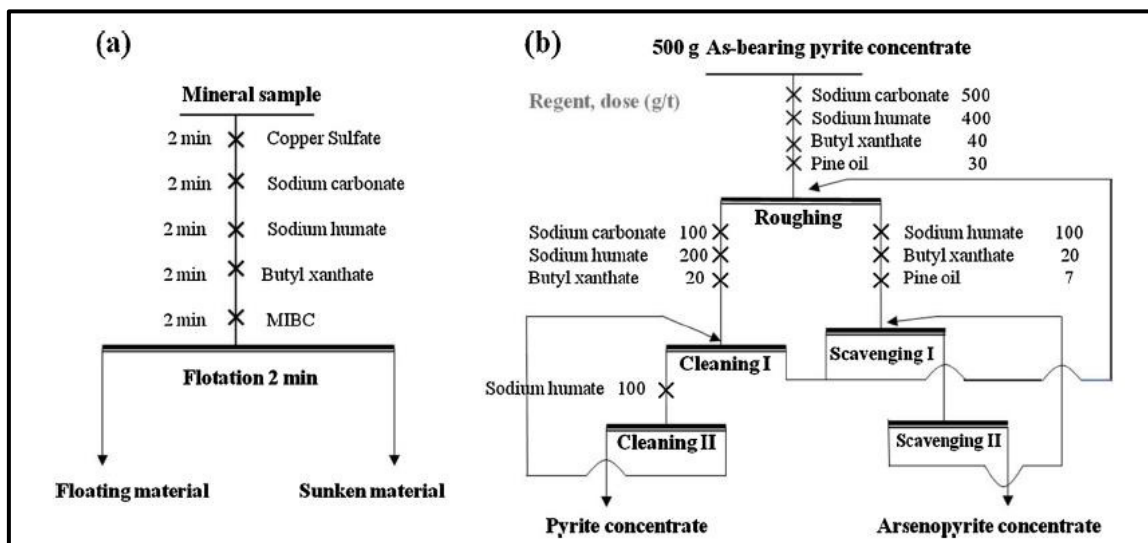 (a)
Mineral sample
2 min Copper Sulfate
2 min Sodium carbonate
2 min Sodium humate
2 min Butyl xanthate
2 min MIBC
Flotation 2 min
Floating material Sunken material
(b)
500 g As-bearing pyrite concentrate
Regent, dose (g/t)
Sodium carbonate 500
Sodium humate 400
Butyl xanthate 40
Pine oil 30
Roughing
Sodium carbonate 100
Sodium humate 200
Butyl xanthate 20
Sodium humate 100
Butyl xanthate 20
Pine oil 7
Cleaning I
Scavenging I
Sodium humate 100
Cleaning II
Scavenging II
Pyrite concentrate
Arsenopyrite concentrate